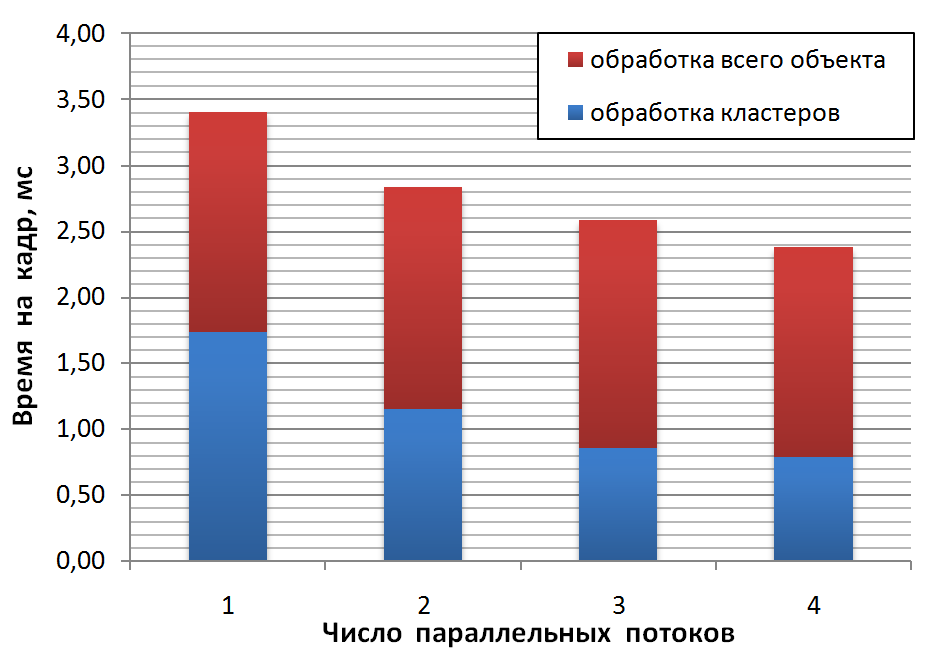 4,00
3,50
3,00
2,50
2,00
1,50
1,00
0,50
0,00
Время на кадр, мс
обработка всего объекта
обработка кластеров
1 2 3 4
Число параллельных потоков